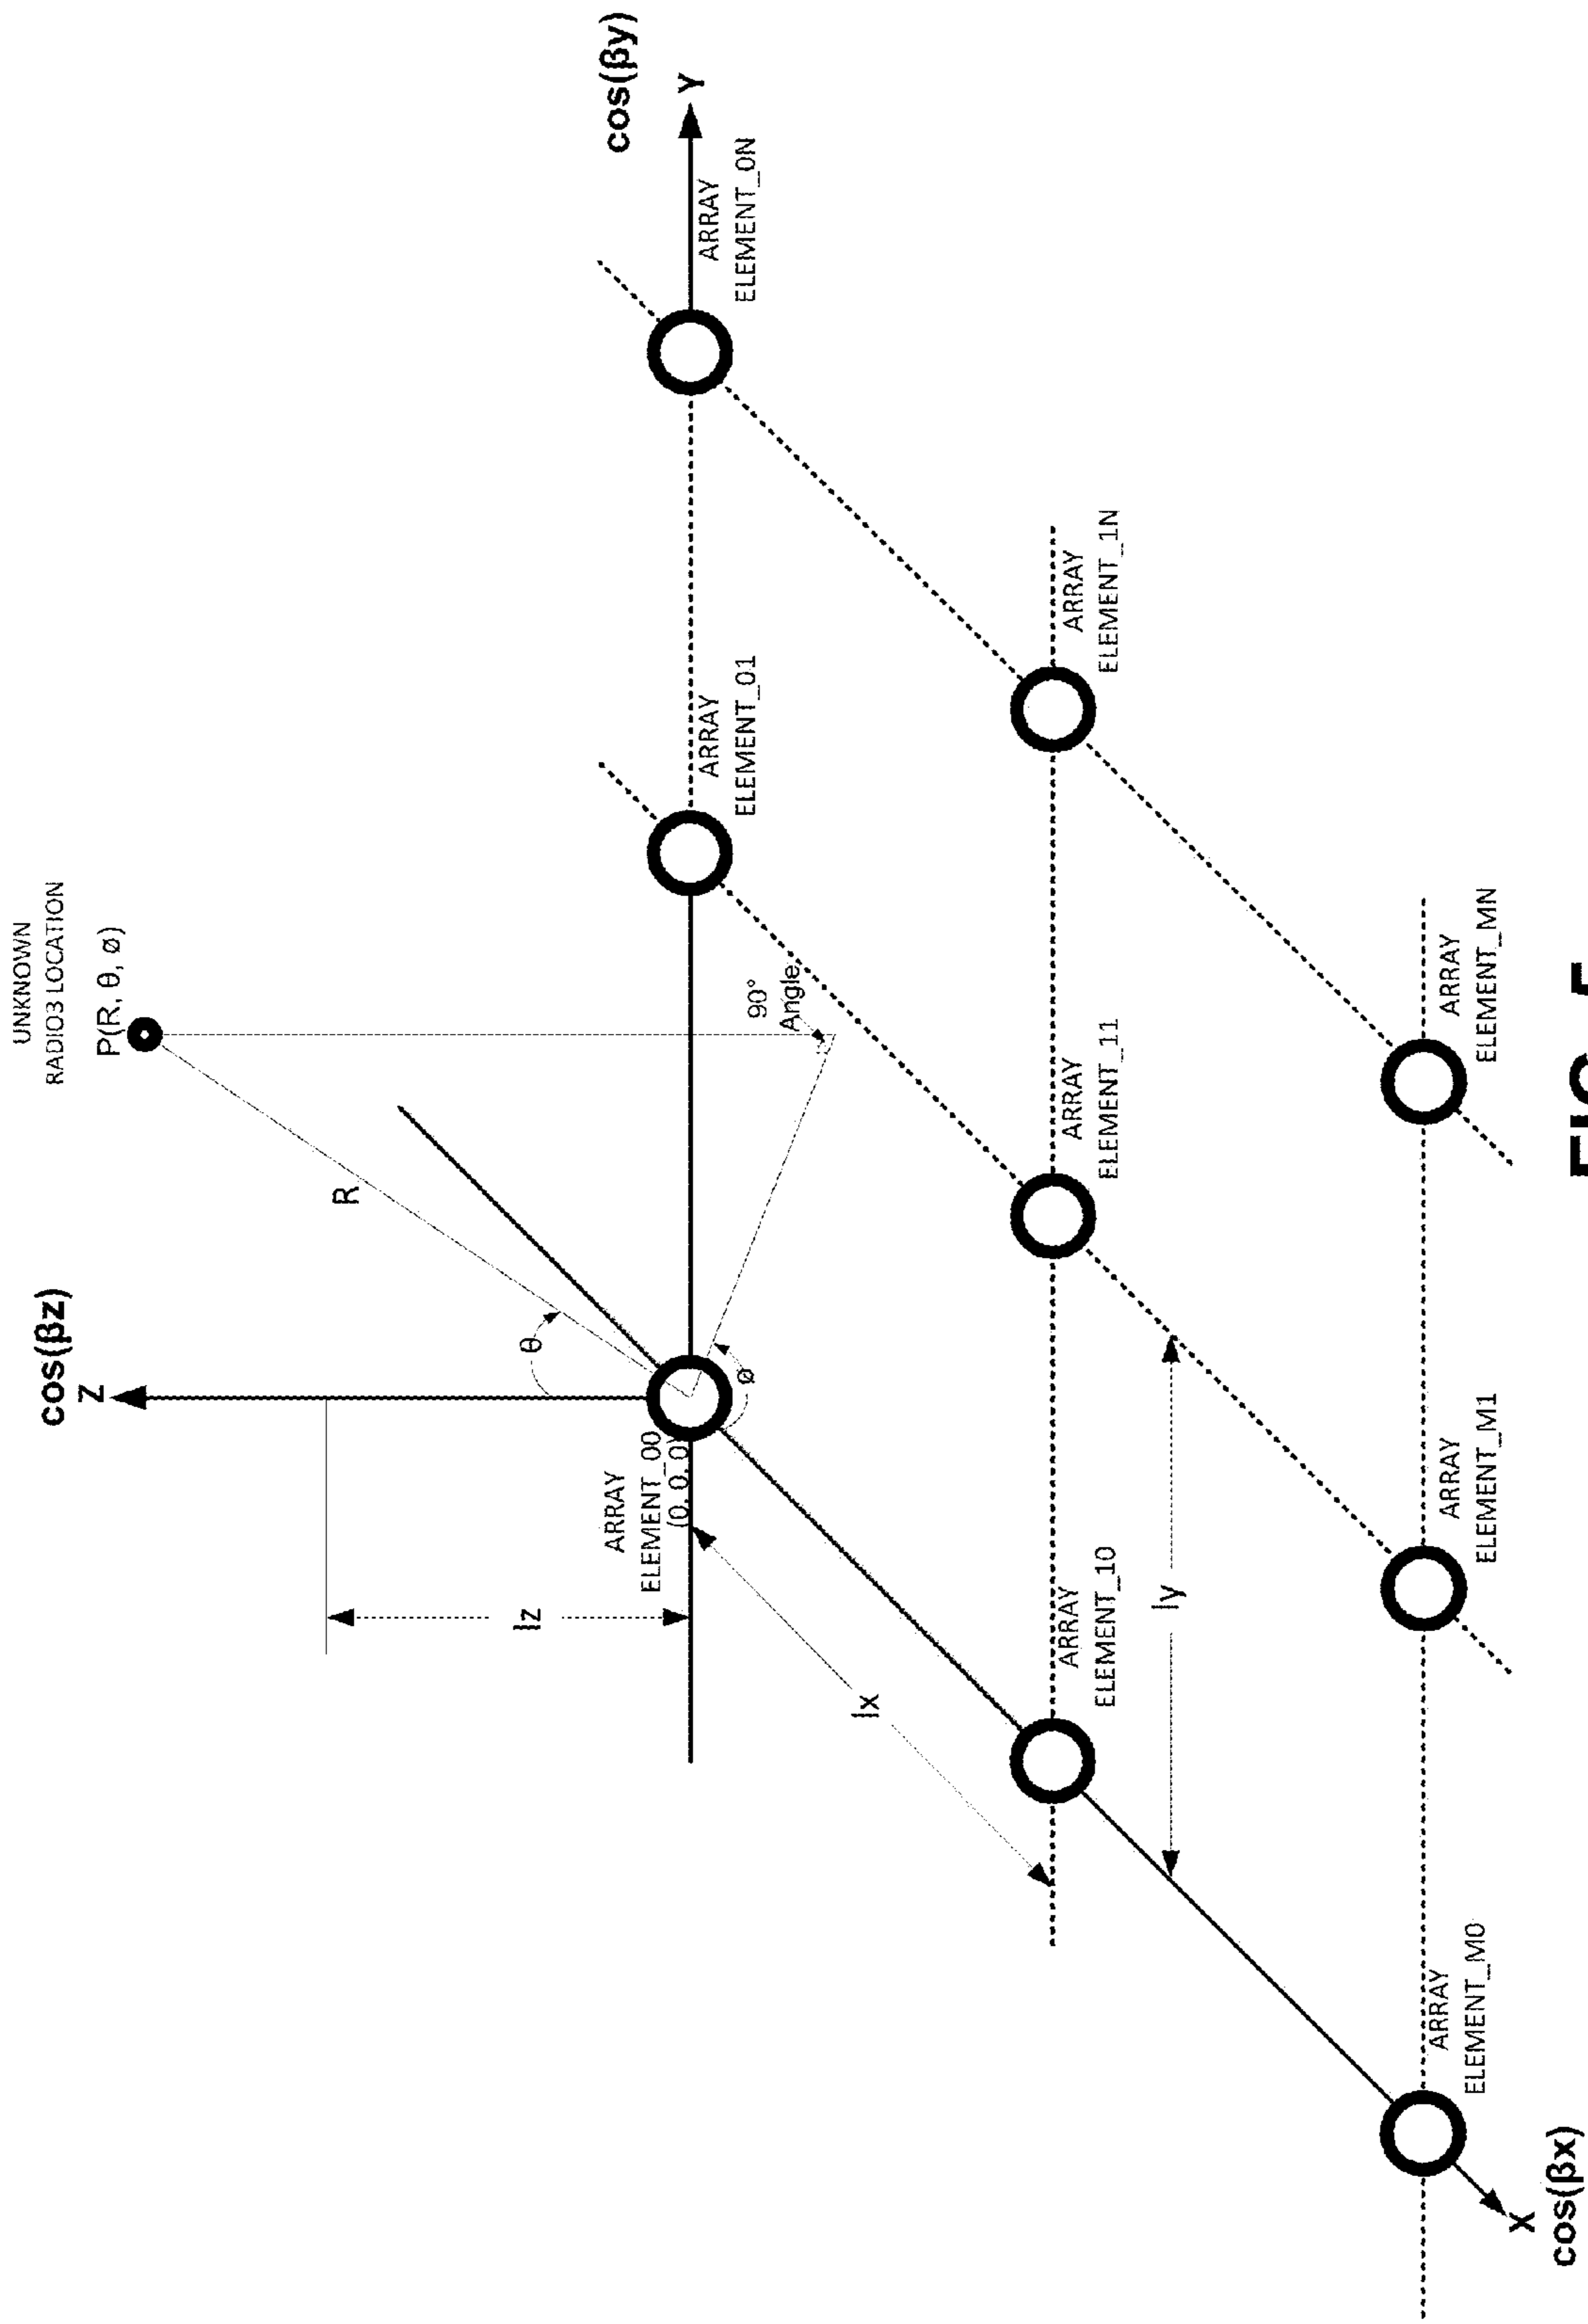 UNKNOWN
RADIO3 LOCATION
P(R, θ, ø)
cos(βz)
Z
R
θ
ø
90°
Angle
lz
lx
ly
ARRAY
ELEMENT_00
(0, 0, 0)
ARRAY
ELEMENT_01
ARRAY
ELEMENT_0N
cos(βy)
Y
ARRAY
ELEMENT_10
ARRAY
ELEMENT_11
ARRAY
ELEMENT_1N
ARRAY
ELEMENT_M0
ARRAY
ELEMENT_M1
ARRAY
ELEMENT_MN
X
cos(βx)